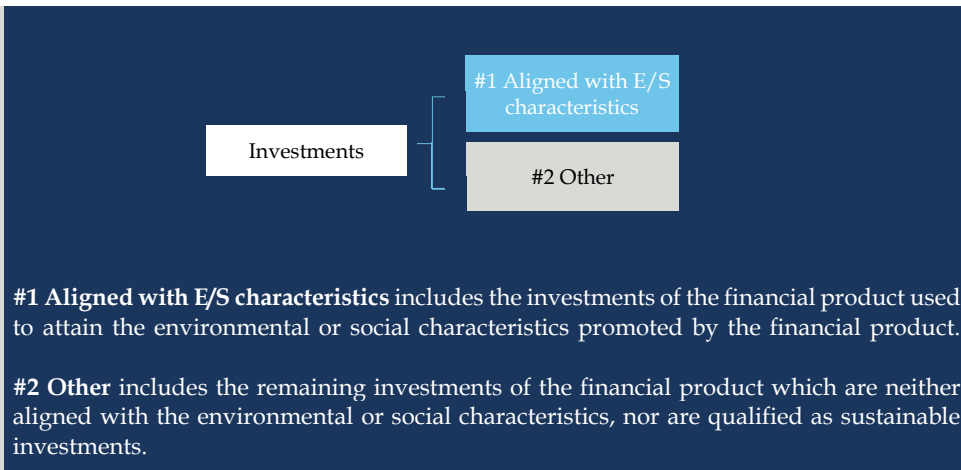 #1 Aligned with E/S
characteristics
Investments
#2 Other
#1 Aligned with E/S characteristics includes the investments of the financial product used
to attain the environmental or social characteristics promoted by the financial product.
#2 Other includes the remaining investments of the financial product which are neither
aligned with the environmental or social characteristics, nor are qualified as sustainable
investments.